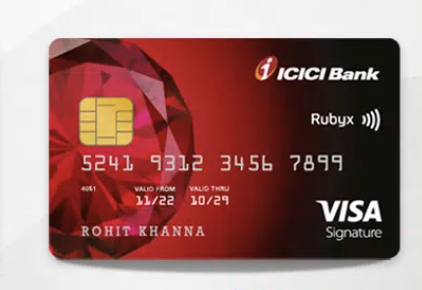 ICICI Bank
Rubyx
5241 9312 3456 7899
4051 VALID FROM VALID THRU
11/22 10/29
ROHIT KHANNA
VISA
Signature